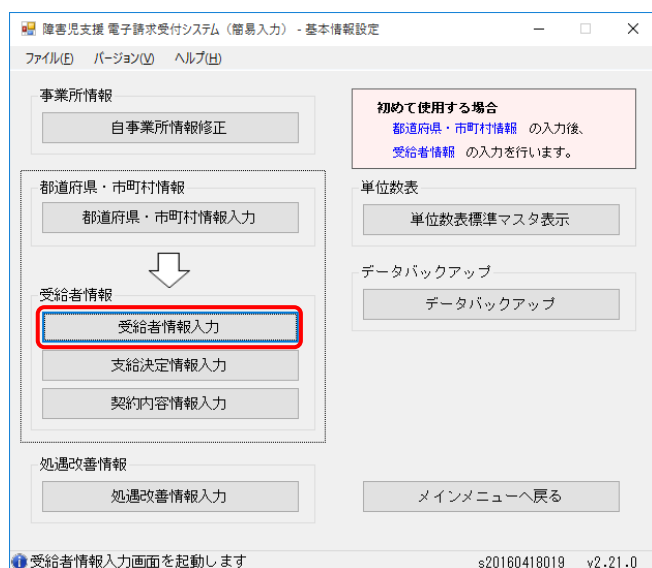 障害児支援 電子請求受付システム（簡易入力） - 基本情報設定
ファイル(F) バージョン(V) ヘルプ(H)
事業所情報
自事業所情報修正
初めて使用する場合
都道府県・市町村情報 の入力後、
受給者情報 の入力を行います。
都道府県・市町村情報
都道府県・市町村情報入力
単位数表
単位数表標準マスタ表示
データバックアップ
データバックアップ
受給者情報
受給者情報入力
支給決定情報入力
契約内容情報入力
処遇改善情報
処遇改善情報入力
メインメニューへ戻る
受給者情報入力画面を起動します s20160418019 v2.21.0